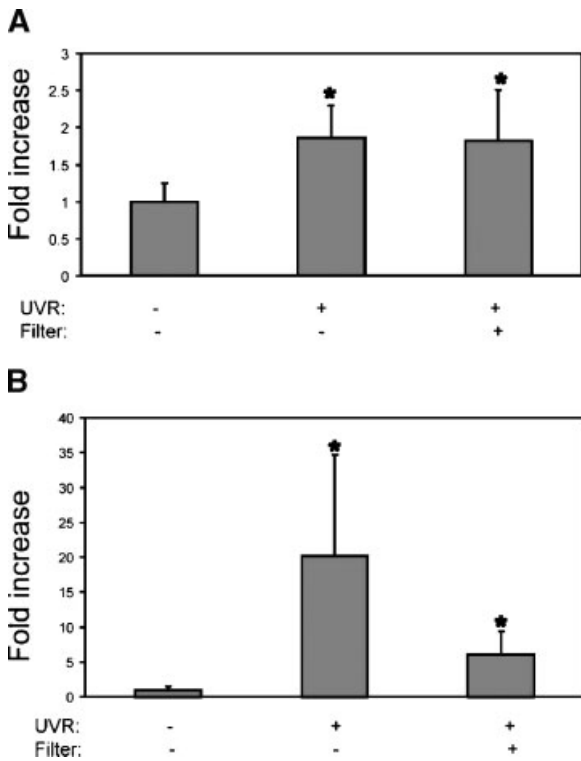 A
Fold increase
3
2.5
*
*
2
1.5
1
0.5
0
UVR: - + +
Filter: - - +
B
Fold increase
40
35
*
30
25
20
15
10
*
5
0
UVR: - + +
Filter: - - +